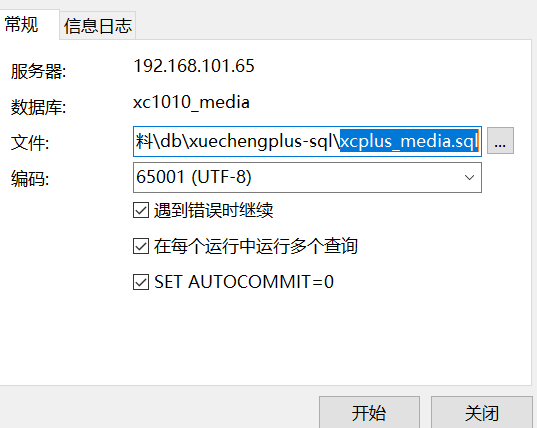 常规 信息日志
服务器: 192.168.101.65
数据库: xc1010_media
文件: 料\db\xuechengplus-sql\xcplus_media.sql ...
编码: 65001 (UTF-8)
遇到错误时继续
在每个运行中运行多个查询
SET AUTOCOMMIT=0
开始 关闭